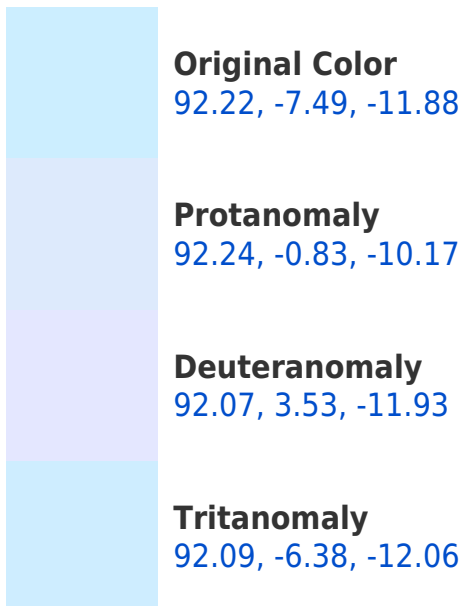 Original Color
92.22, -7.49, -11.88
Protanomaly
92.24, -0.83, -10.17
Deuteranomaly
92.07, 3.53, -11.93
Tritanomaly
92.09, -6.38, -12.06